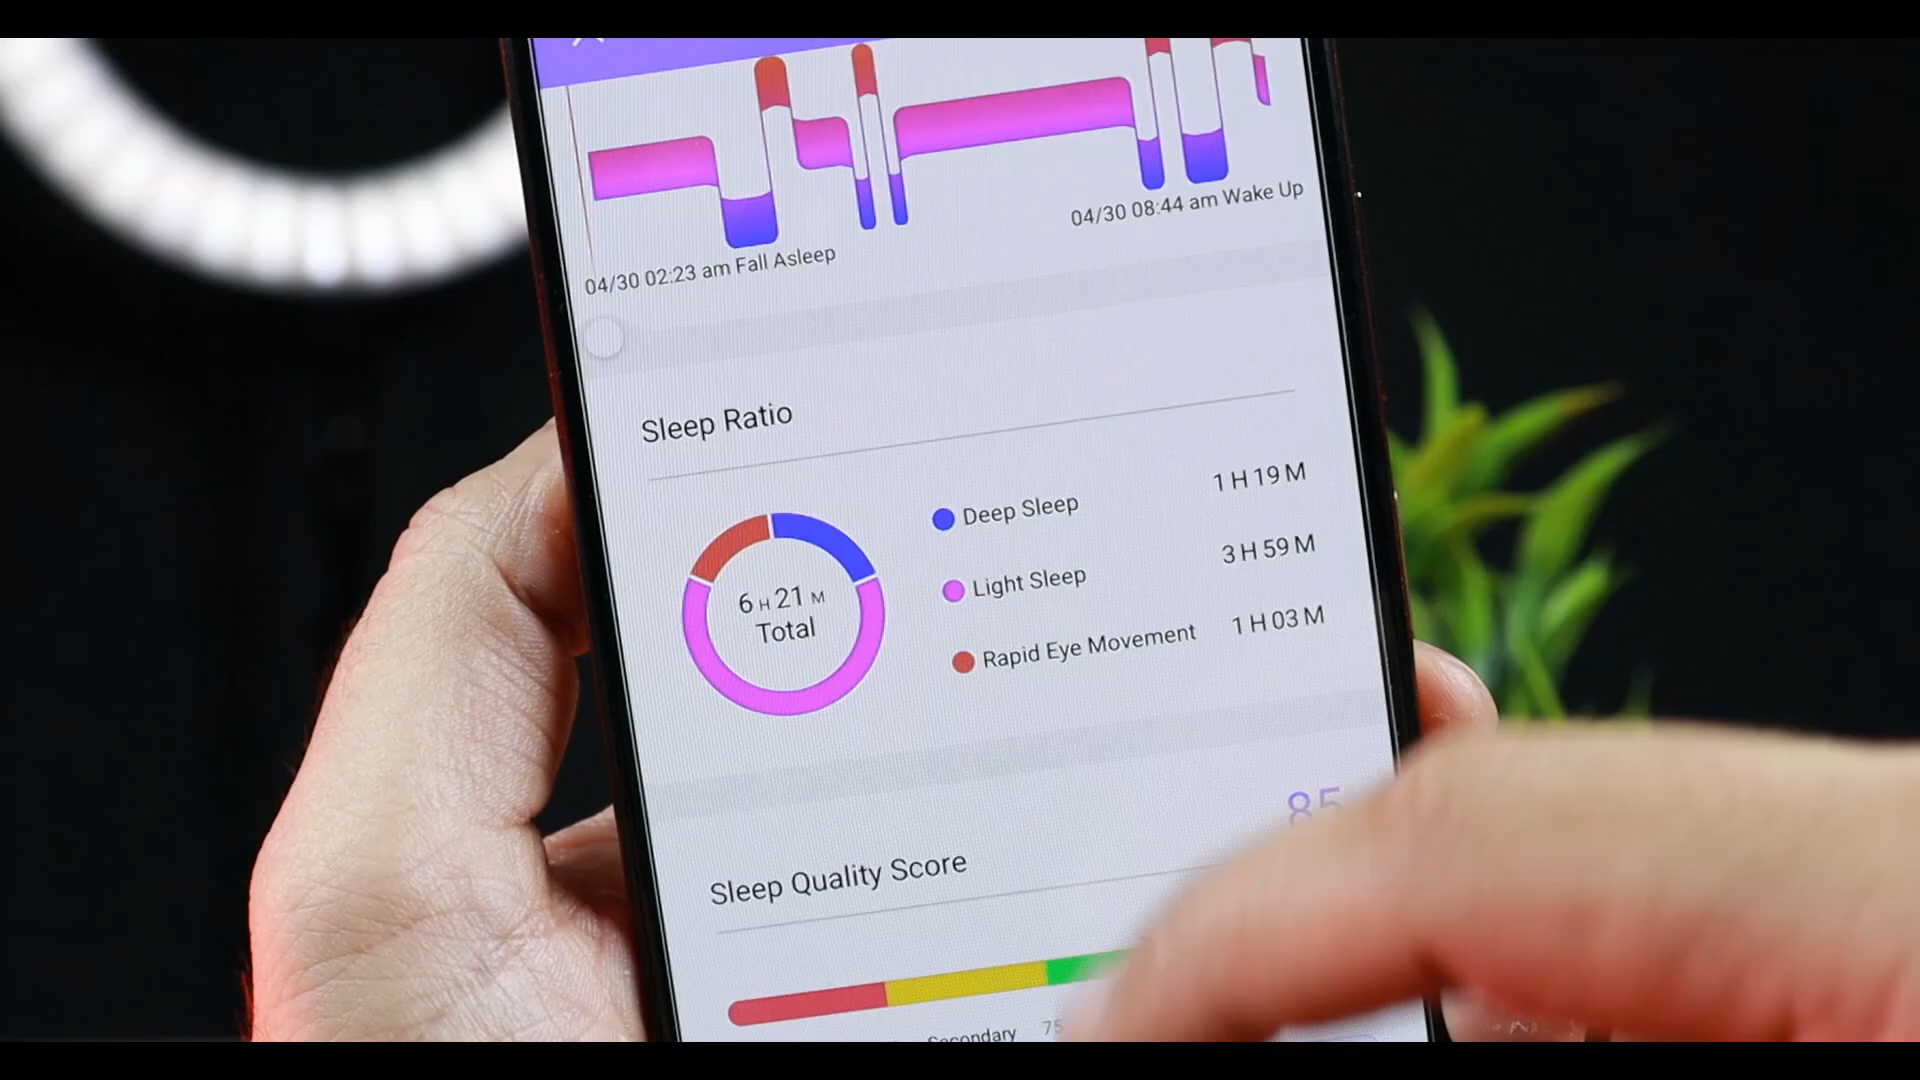 04/30 02:23 am Fall Asleep
04/30 08:44 am Wake Up
Sleep Ratio
6 H 21 M
Total
Deep Sleep 1 H 19 M
Light Sleep 3 H 59 M
Rapid Eye Movement 1 H 03 M
85
Sleep Quality Score
Secondary 75